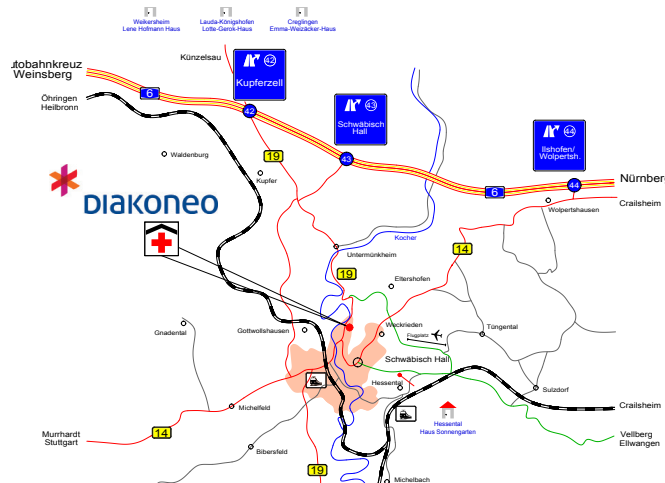 Weikersheim
Lene Hofmann Haus
Lauda-Königshofen
Lotte-Gerok-Haus
Creglingen
Emma-Weizäcker-Haus
Künzelsau
42
Kupferzell
utobahnkreuz
Weinsberg
6
43
Schwäbisch
Hall
44
Ilshofen/
Wolpertsh.
Öhringen
Heilbronn
42
19
43
6
44
Nürnberg
Waldenburg
Kupfer
Wolpertshausen
Crailsheim
DIAKONEO
Kocher
14
Untermünkheim
19
Eltershofen
Gnadental
Gottwollshausen
Weckrieden
Flugplatz
Tüngental
Schwäbisch Hall
Hessental
Sulzdorf
Michelfeld
Crailsheim
Hessental
Haus Sonnengarten
Murrhardt
Stuttgart
14
Bibersfeld
Vellberg
Ellwangen
19
Michelbach